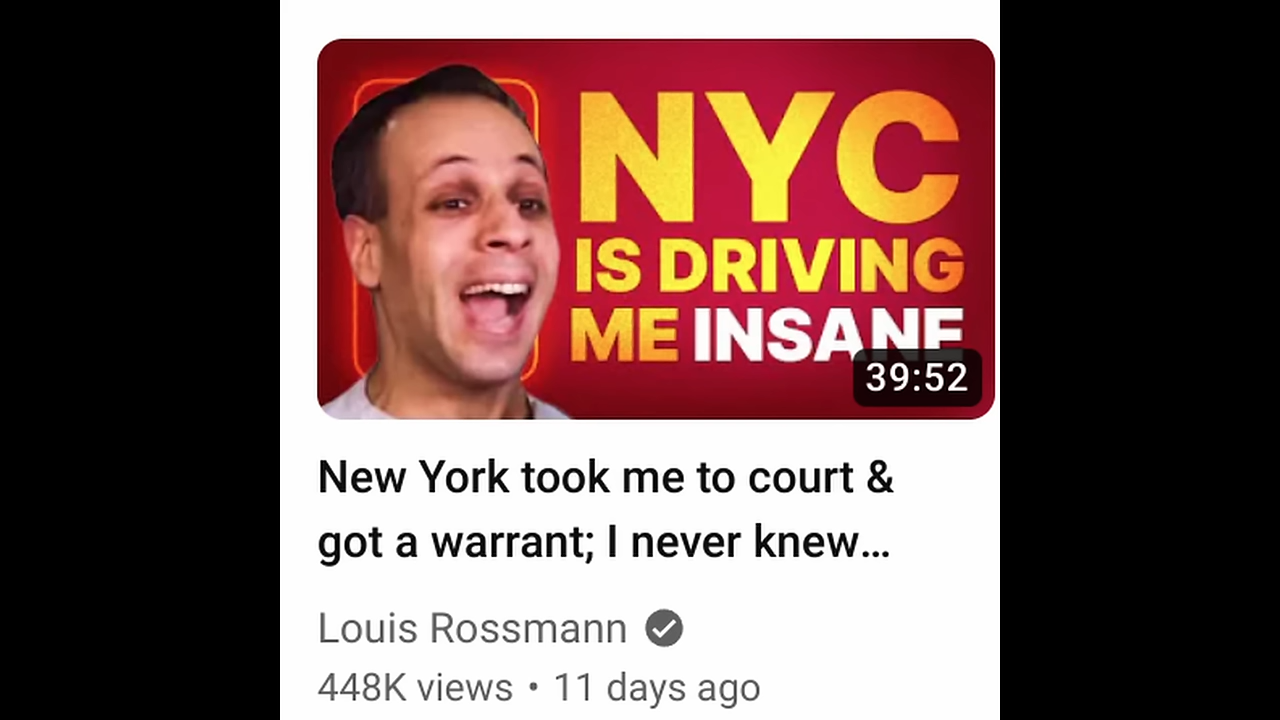 NYC
IS DRIVING
ME INSANE
39:52
New York took me to court &
got a warrant; I never knew...
Louis Rossmann
448K views • 11 days ago